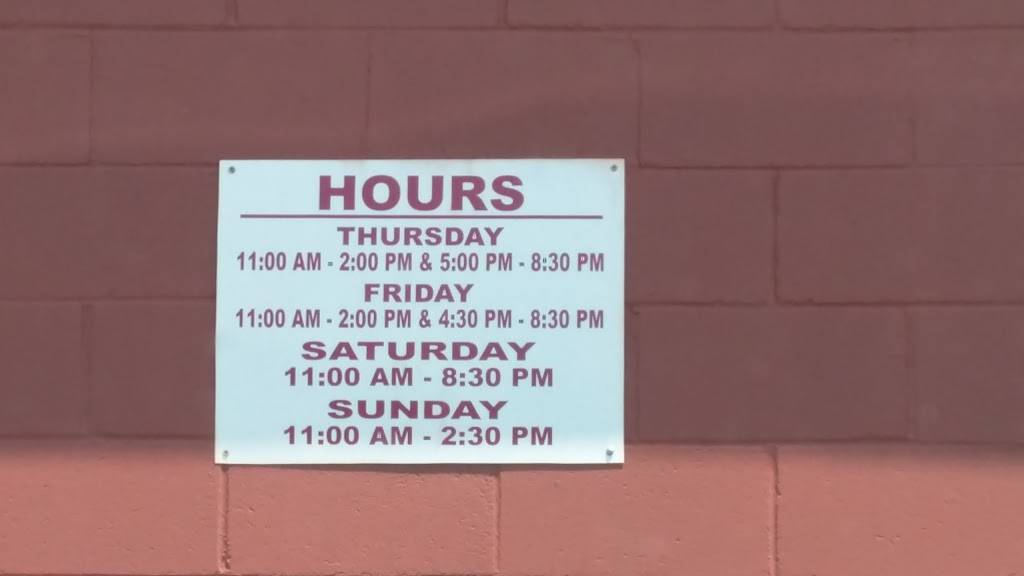 HOURS
THURSDAY
11:00 AM - 2:00 PM & 5:00 PM - 8:30 PM
FRIDAY
11:00 AM - 2:00 PM & 4:30 PM - 8:30 PM
SATURDAY
11:00 AM - 8:30 PM
SUNDAY
11:00 AM - 2:30 PM